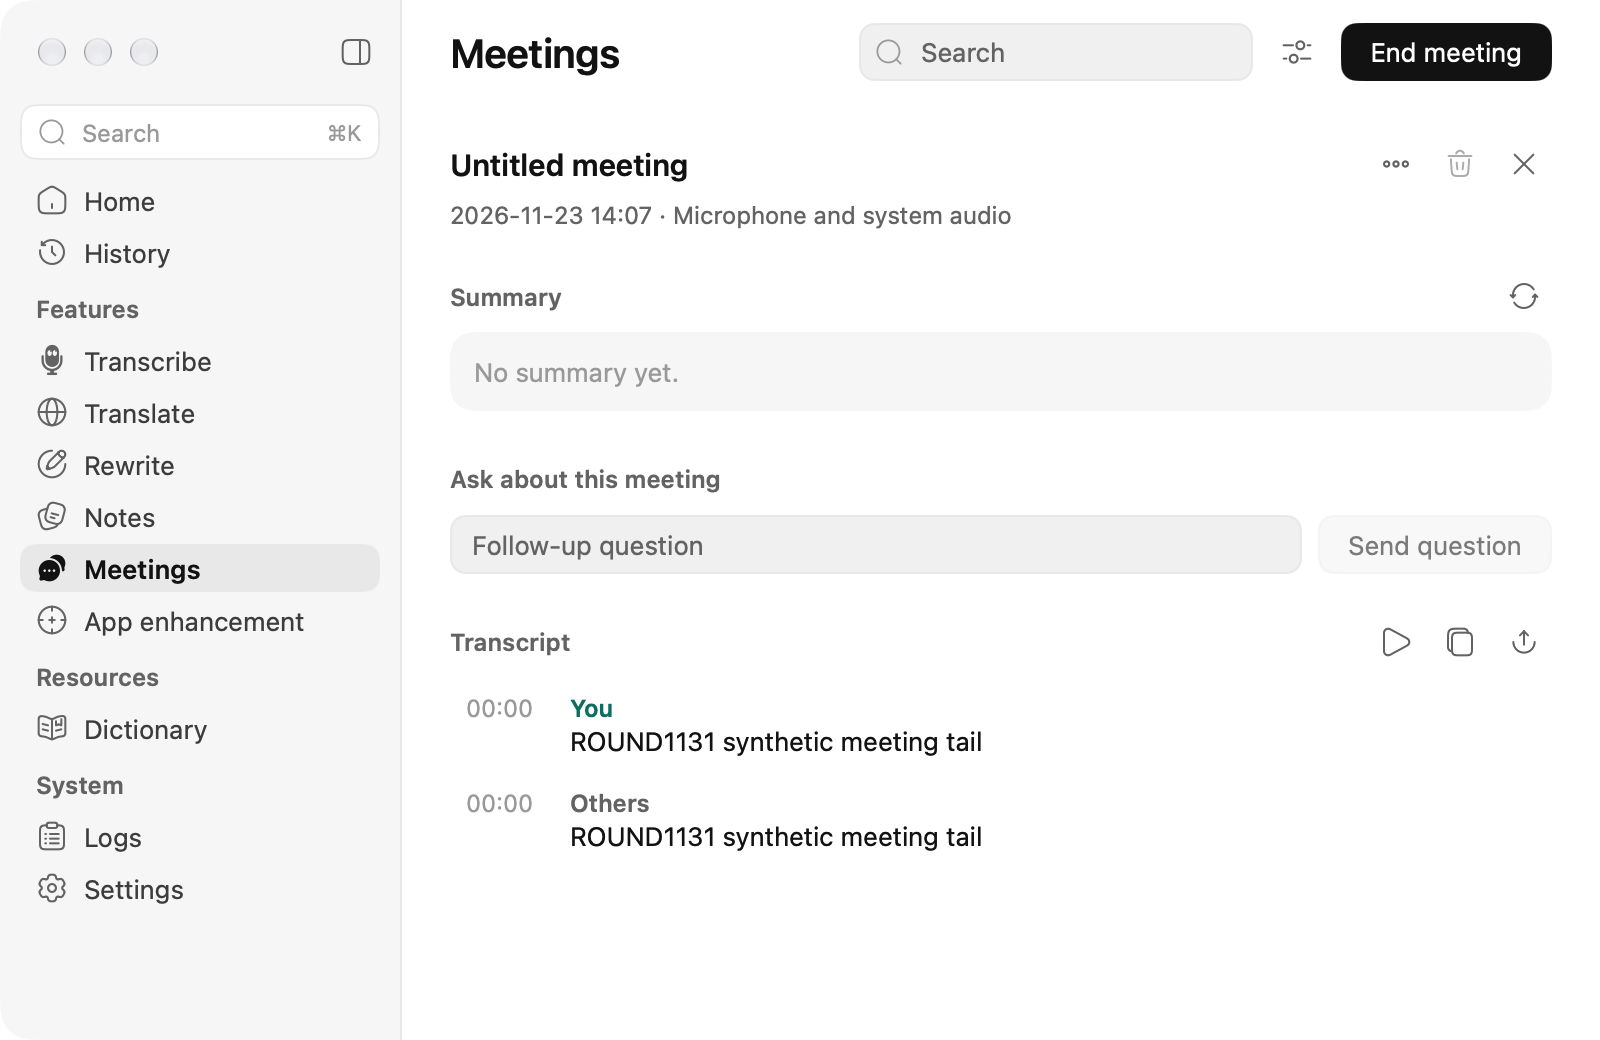 Search ⌘K
Home
History
Features
Transcribe
Translate
Rewrite
Notes
Meetings
App enhancement
Resources
Dictionary
System
Logs
Settings
Meetings
Search
End meeting
Untitled meeting
2026-11-23 14:07 · Microphone and system audio
Summary
No summary yet.
Ask about this meeting
Follow-up question
Send question
Transcript
00:00 You
ROUND1131 synthetic meeting tail
00:00 Others
ROUND1131 synthetic meeting tail